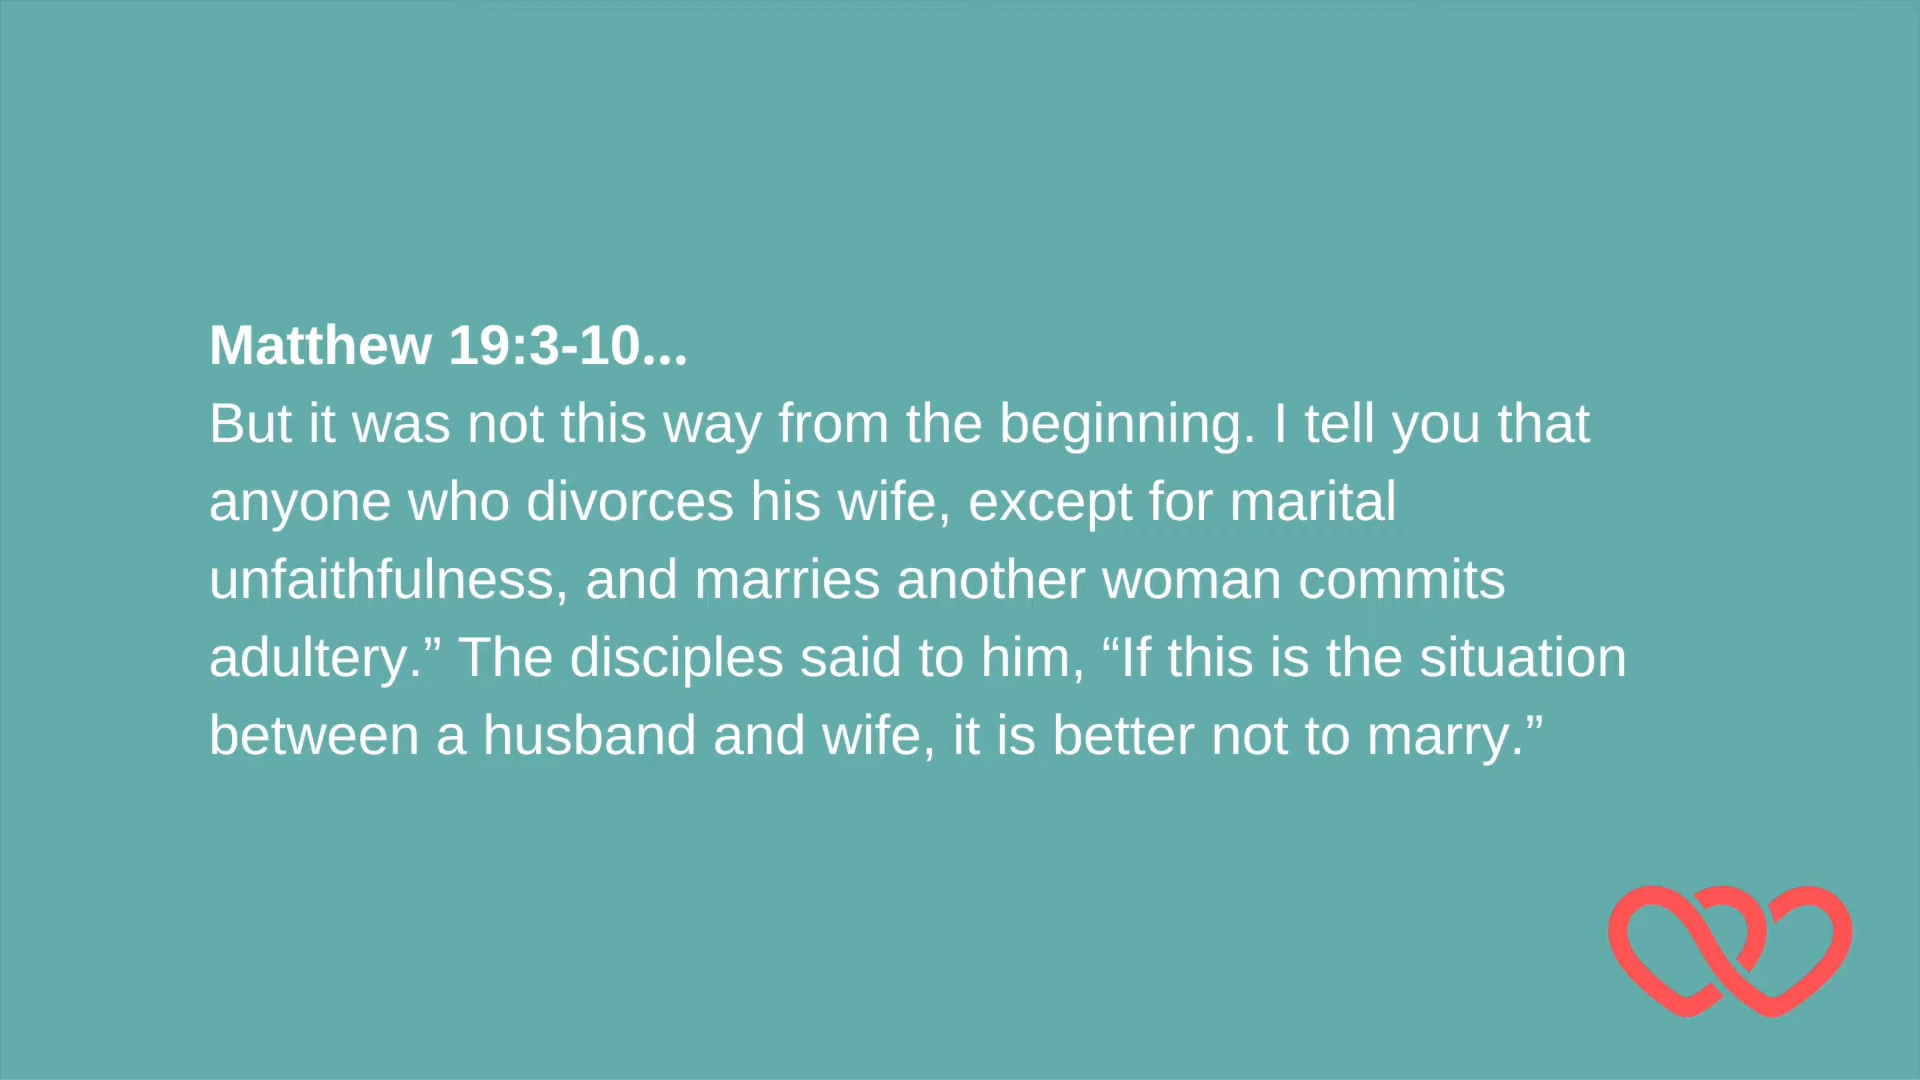 Matthew 19:3-10...
But it was not this way from the beginning. I tell you that
anyone who divorces his wife, except for marital
unfaithfulness, and marries another woman commits
adultery.” The disciples said to him, “If this is the situation
between a husband and wife, it is better not to marry.”